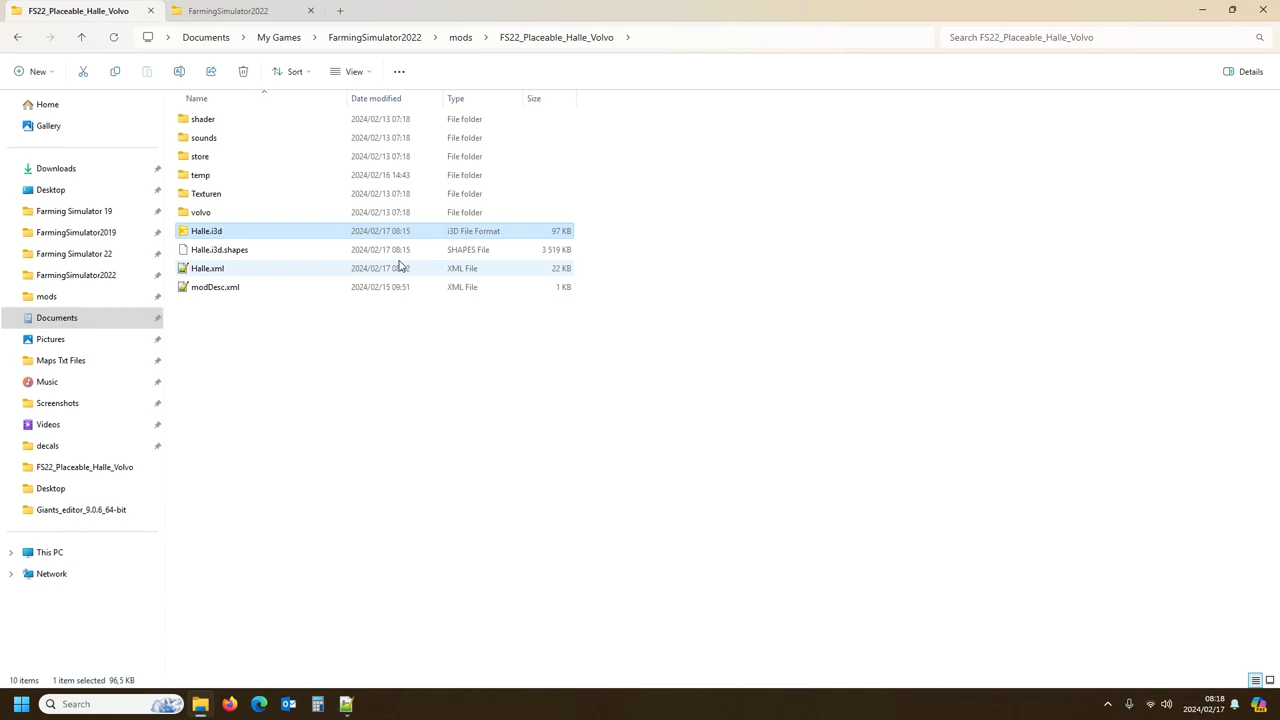 FS22_Placeable_Halle_Volvo
FarmingSimulator2022
Documents
My Games
FarmingSimulator2022
mods
FS22_Placeable_Halle_Volvo
Search FS22_Placeable_Halle_Volvo
New
Sort
View
Details
Name
Date modified
Type
Size
shader 2024/02/13 07:18 File folder
sounds 2024/02/13 07:18 File folder
store 2024/02/13 07:18 File folder
temp 2024/02/16 14:43 File folder
Texturen 2024/02/13 07:18 File folder
volvo 2024/02/13 07:18 File folder
Halle.i3d 2024/02/17 08:15 i3D File Format 97 KB
Halle.i3d.shapes 2024/02/17 08:15 SHAPES File 3 519 KB
Halle.xml 2024/02/17 XML File 22 KB
modDesc.xml 2024/02/15 09:51 XML File 1 KB
Home
Gallery
Downloads
Desktop
Farming Simulator 19
FarmingSimulator2019
Farming Simulator 22
FarmingSimulator2022
mods
Documents
Pictures
Maps Txt Files
Music
Screenshots
Videos
decals
FS22_Placeable_Halle_Volvo
Desktop
Giants_editor_9.0.6_64-bit
This PC
Network
10 items
1 item selected 96,5 KB
Search
08:18
2024/02/17